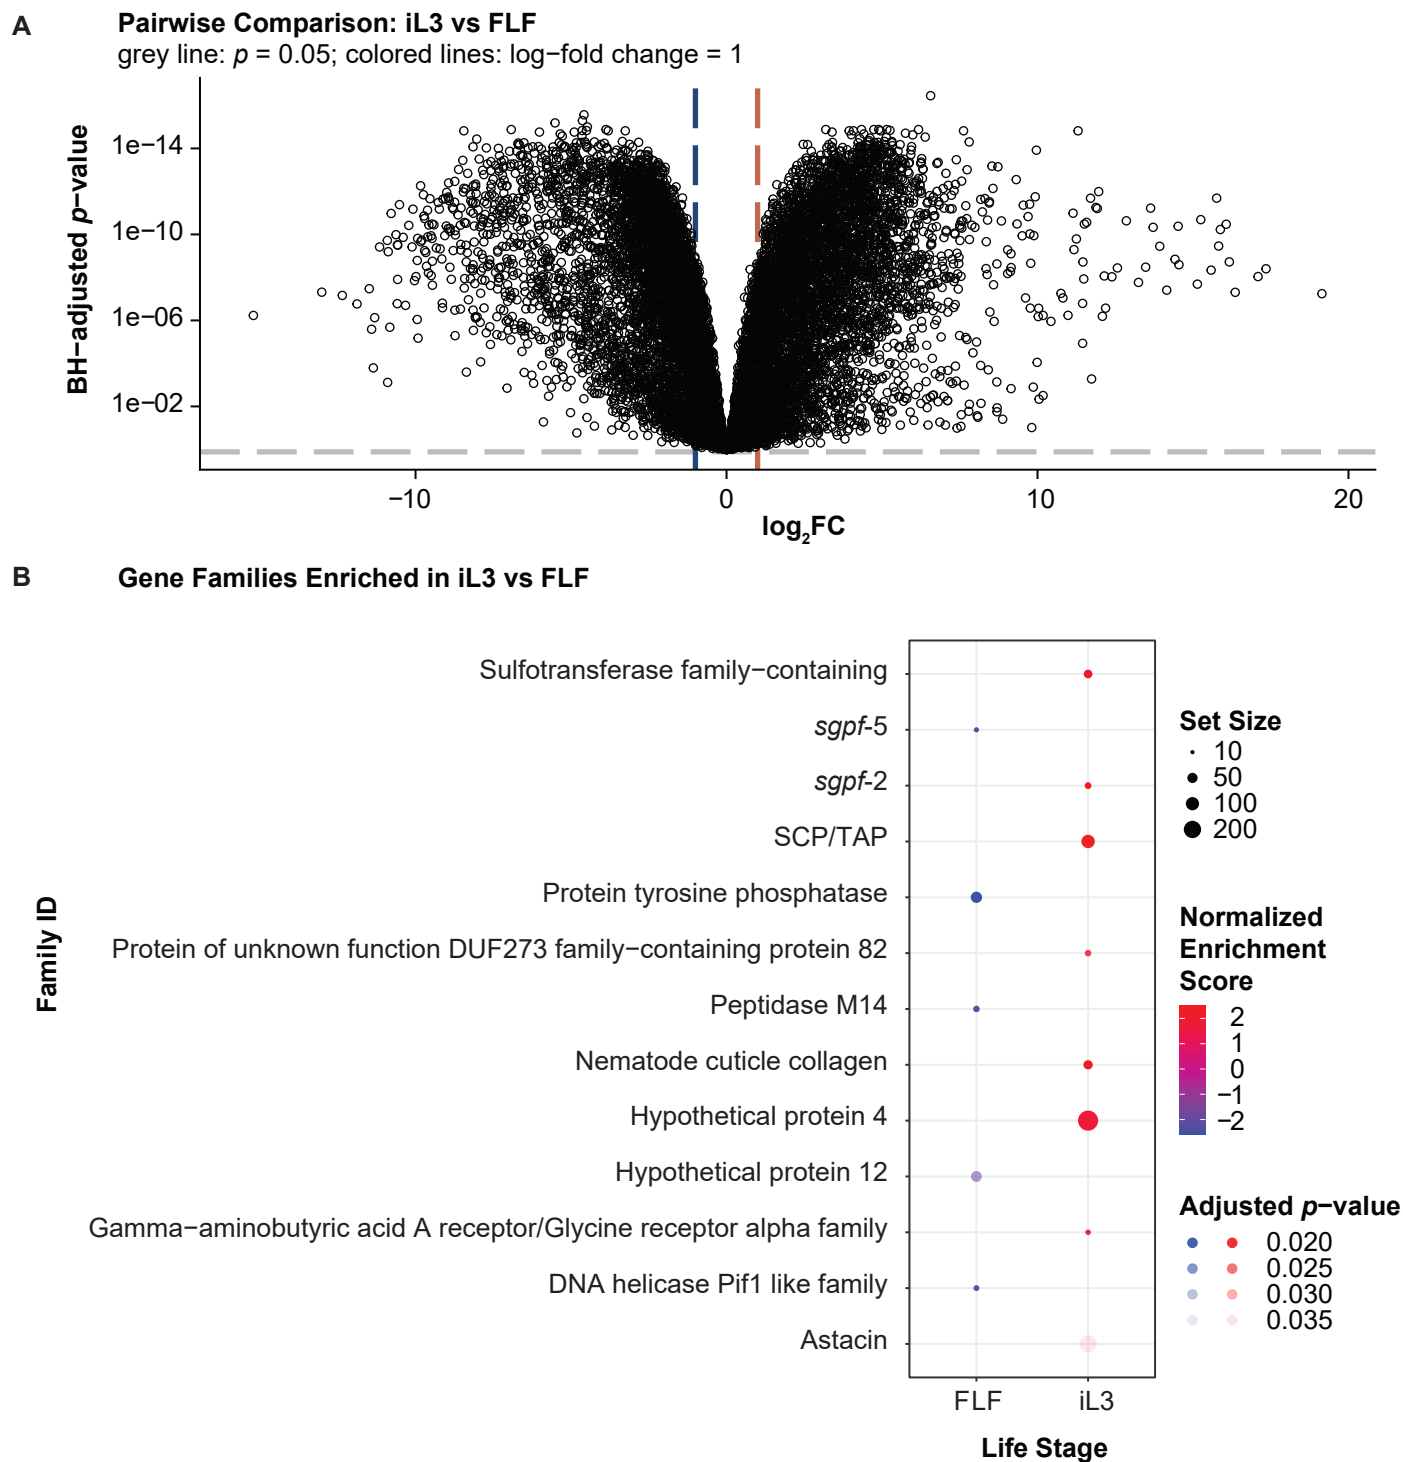 A
Pairwise Comparison: iL3 vs FLF
grey line: p = 0.05; colored lines: log−fold change = 1
BH−adjusted p−value
1e−14
1e−10
1e−06
1e−02
−10
0
10
20
log2FC
B
Gene Families Enriched in iL3 vs FLF
Family ID
Sulfotransferase family−containing
sgpf-5
sgpf-2
SCP/TAP
Protein tyrosine phosphatase
Protein of unknown function DUF273 family−containing protein 82
Peptidase M14
Nematode cuticle collagen
Hypothetical protein 4
Hypothetical protein 12
Gamma−aminobutyric acid A receptor/Glycine receptor alpha family
DNA helicase Pif1 like family
Astacin
FLF
iL3
Life Stage
Set Size
10
50
100
200
Normalized
Enrichment
Score
2
1
0
−1
−2
Adjusted p−value
0.020
0.025
0.030
0.035